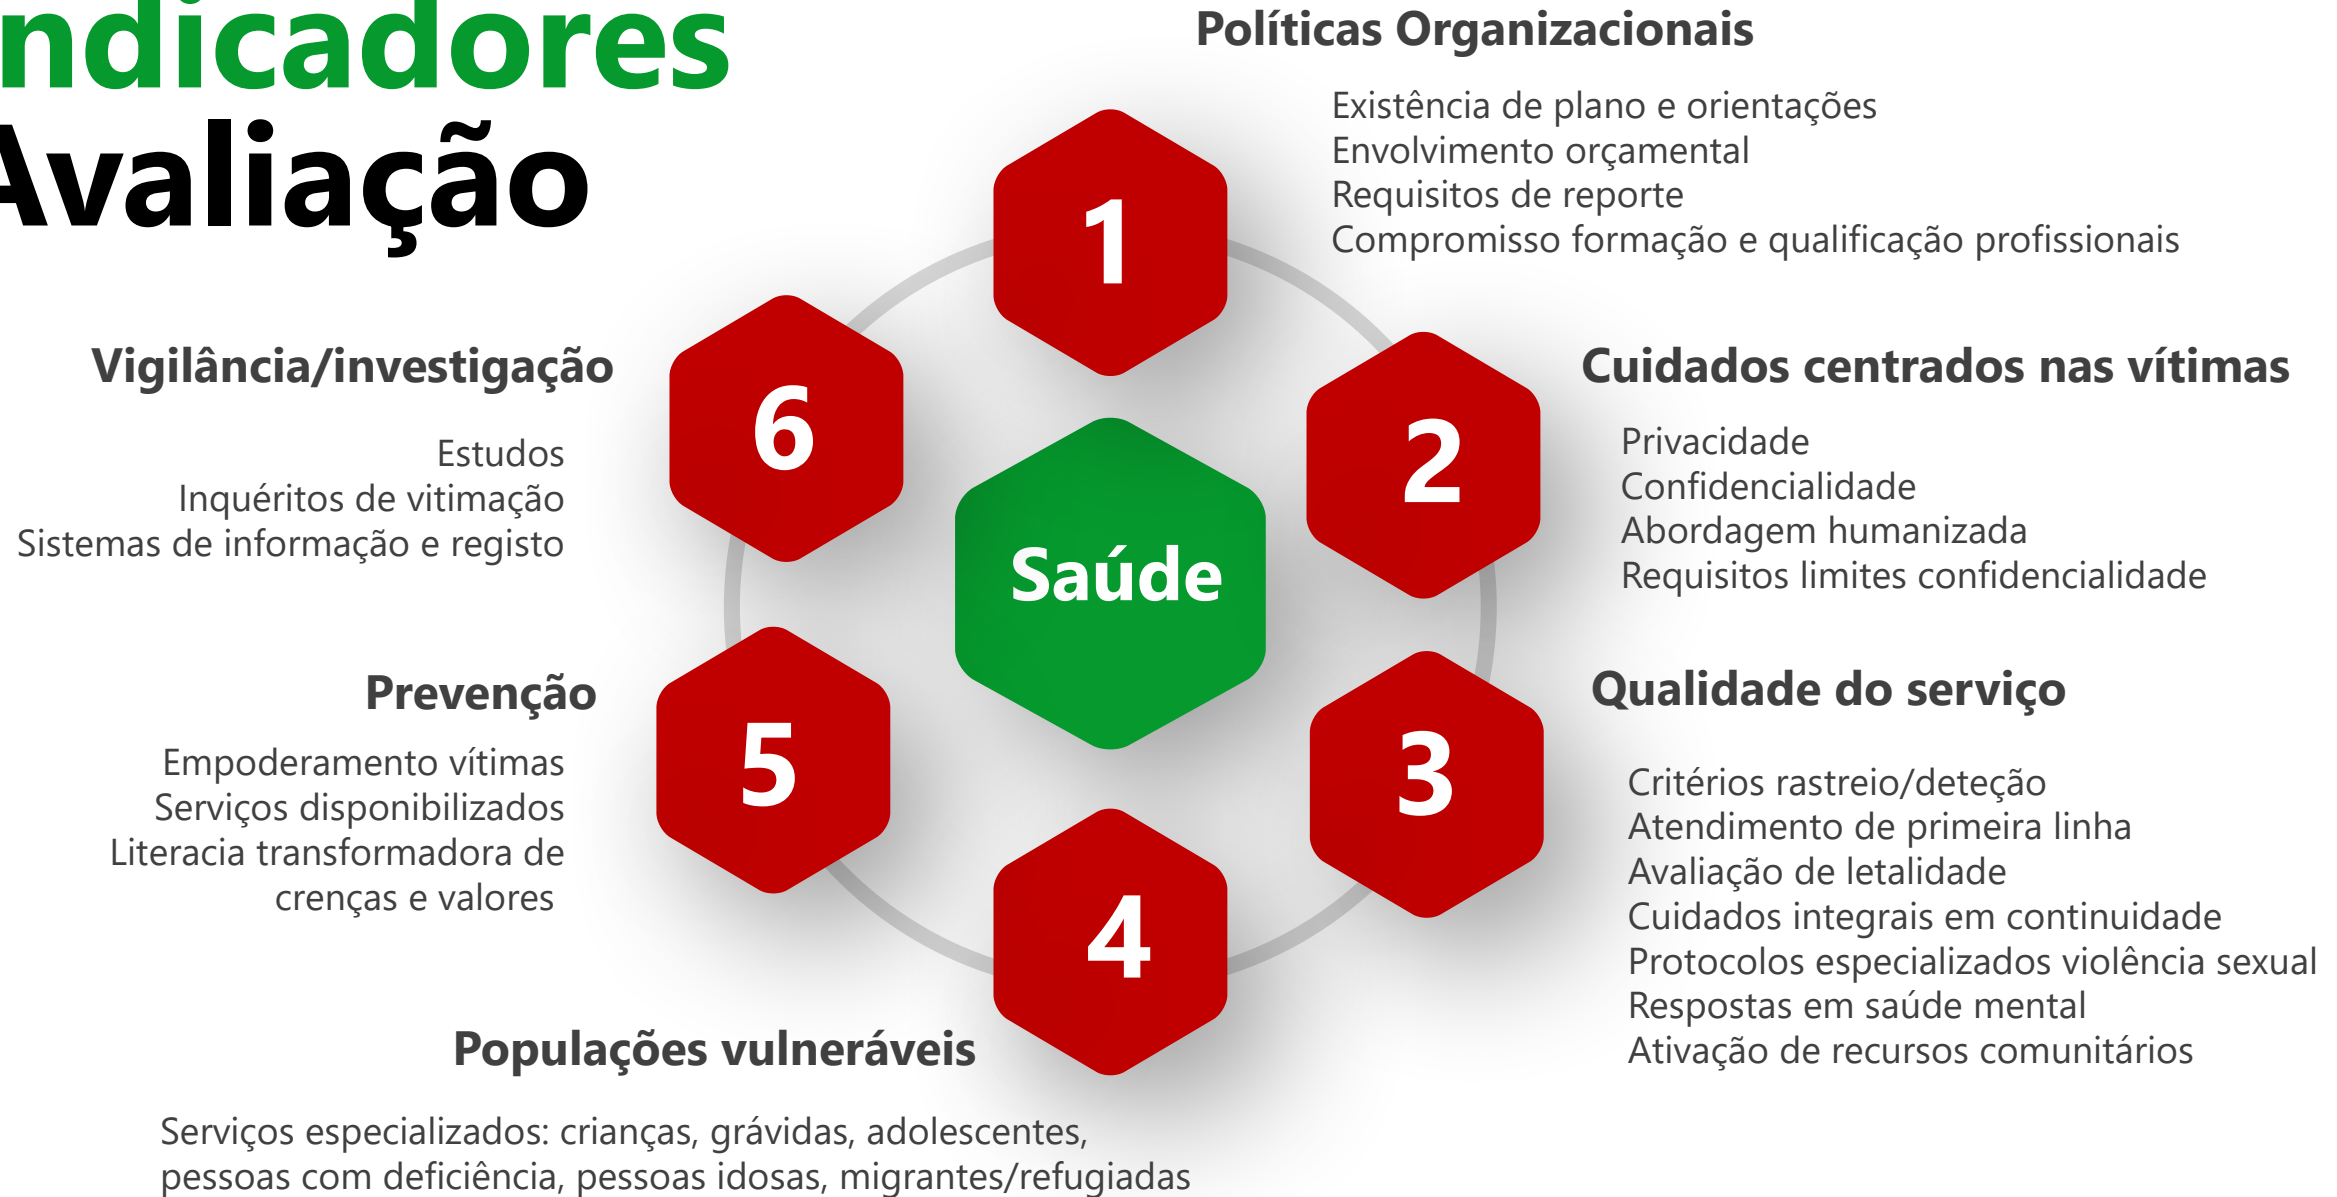 ndicadores
Avaliação
Políticas Organizacionais
Existência de plano e orientações
Envolvimento orçamental
Requisitos de reporte
Compromisso formação e qualificação profissionais
1
Cuidados centrados nas vítimas
Privacidade
Confidencialidade
Abordagem humanizada
Requisitos limites confidencialidade
2
Qualidade do serviço
Critérios rastreio/deteção
Atendimento de primeira linha
Avaliação de letalidade
Cuidados integrais em continuidade
Protocolos especializados violência sexual
Respostas em saúde mental
Ativação de recursos comunitários
3
Populações vulneráveis
Serviços especializados: crianças, grávidas, adolescentes,
pessoas com deficiência, pessoas idosas, migrantes/refugiadas
4
Prevenção
Empoderamento vítimas
Serviços disponibilizados
Literacia transformadora de
crenças e valores
5
Vigilância/investigação
Estudos
Inquéritos de vitimação
Sistemas de informação e registo
6
Saúde